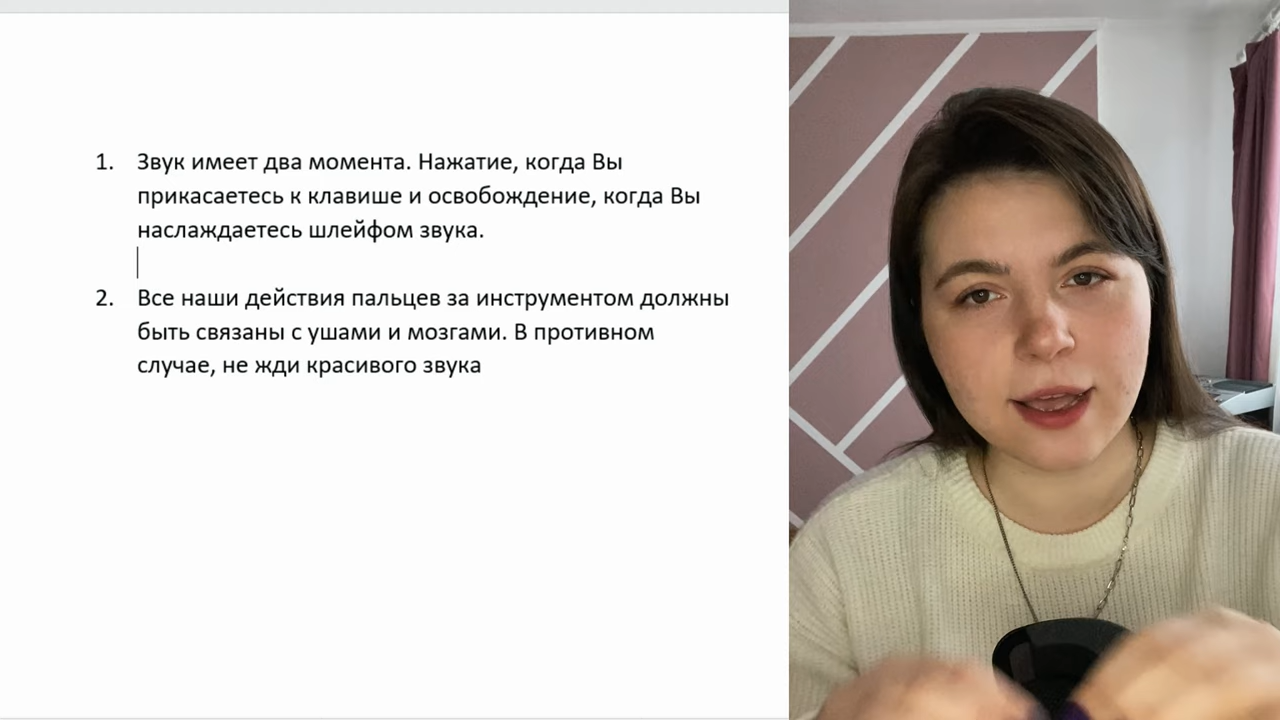 1. Звук имеет два момента. Нажатие, когда Вы
прикасаетесь к клавише и освобождение, когда Вы
наслаждаетесь шлейфом звука.
2. Все наши действия пальцев за инструментом должны
быть связаны с ушами и мозгами. В противном
случае, не жди красивого звука